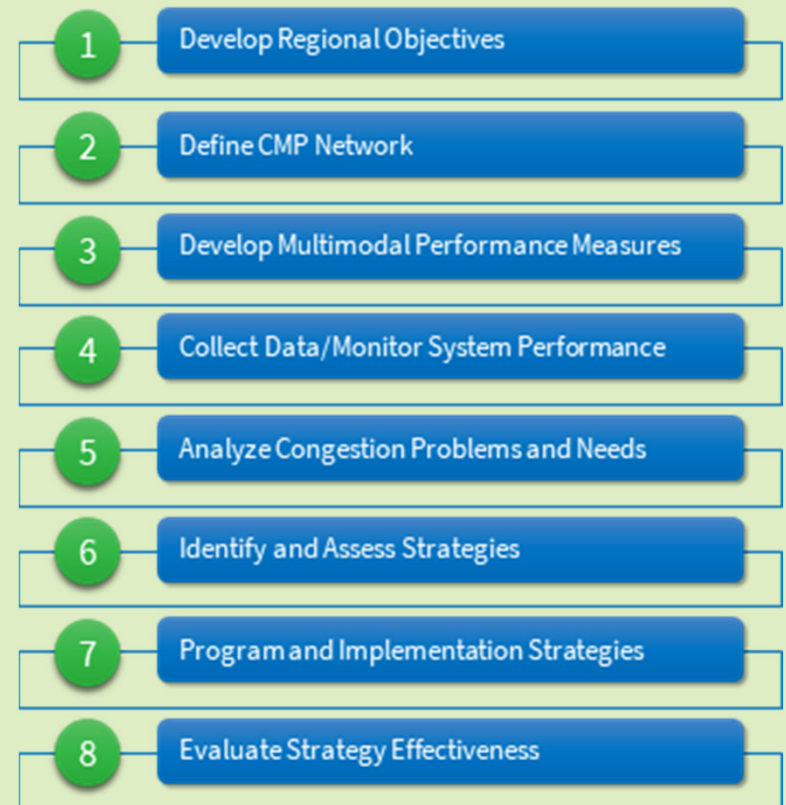 1 Develop Regional Objectives
2 Define CMP Network
3 Develop Multimodal Performance Measures
4 Collect Data/Monitor System Performance
5 Analyze Congestion Problems and Needs
6 Identify and Assess Strategies
7 Program and Implementation Strategies
8 Evaluate Strategy Effectiveness